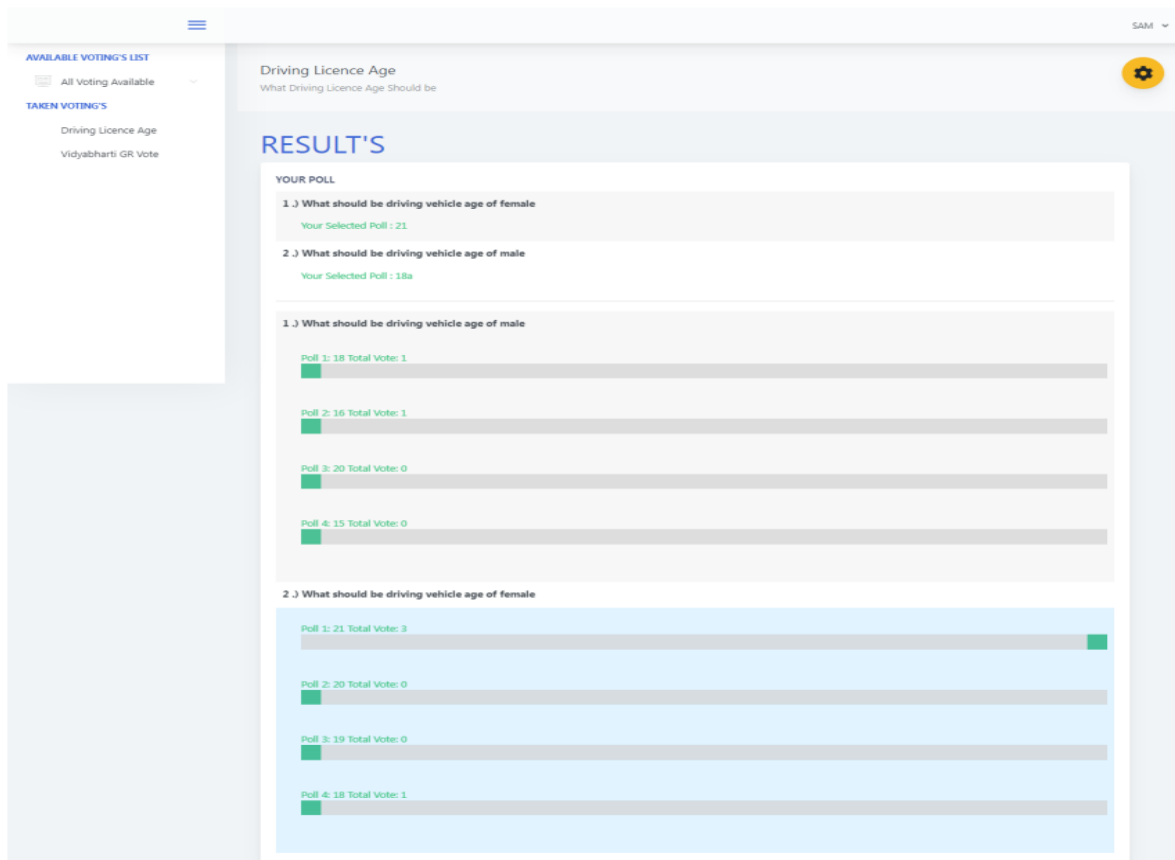 SAM
AVAILABLE VOTING'S LIST
All Voting Available
TAKEN VOTING'S
Driving Licence Age
Vidyabharti GR Vote
Driving Licence Age
What Driving Licence Age Should be
RESULT'S
YOUR POLL
1 .) What should be driving vehicle age of female
Your Selected Poll : 21
2 .) What should be driving vehicle age of male
Your Selected Poll : 18a
1 .) What should be driving vehicle age of male
Poll 1: 18 Total Vote: 1
Poll 2: 16 Total Vote: 1
Poll 3: 20 Total Vote: 0
Poll 4: 15 Total Vote: 0
2 .) What should be driving vehicle age of female
Poll 1: 21 Total Vote: 3
Poll 2: 20 Total Vote: 0
Poll 3: 19 Total Vote: 0
Poll 4: 18 Total Vote: 1